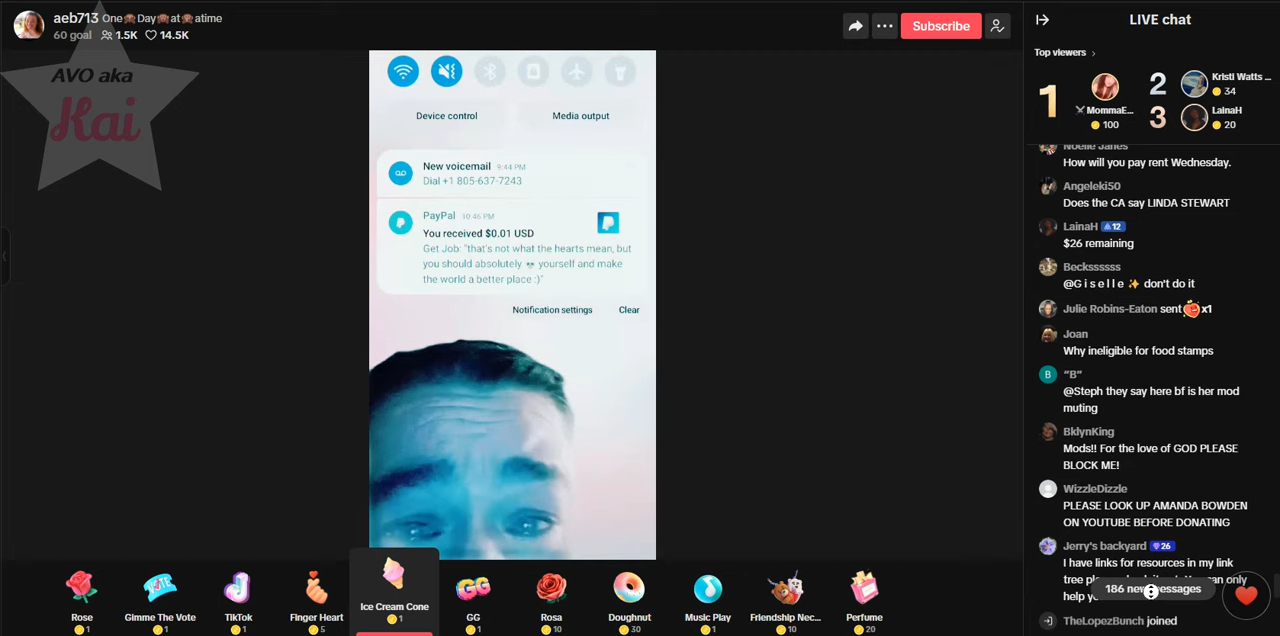 aeb713 One🙈Day🙈at🙈atime
60 goal 1.5K 14.5K
AVO aka
Kai
Subscribe
LIVE chat
Top viewers
1
MommaE...
100
2
Kristi Watts ...
34
3
LainaH
20
Device control
Media output
New voicemail 9:44 PM
Dial +1 805-637-7243
PayPal 10:46 PM
You received $0.01 USD
Get Job: "that's not what the hearts mean, but
you should absolutely 💀 yourself and make
the world a better place :)"
Notification settings
Clear
Noelle Janes
How will you pay rent Wednesday.
Angeleki50
Does the CA say LINDA STEWART
LainaH 12
$26 remaining
Becksssssss
@G i s e l l e ✨ don't do it
Julie Robins-Eaton sent x1
Joan
Why ineligible for food stamps
B
"B"
@Steph they say here bf is her mod
muting
BklynKing
Mods!! For the love of GOD PLEASE
BLOCK ME!
WizzleDizzle
PLEASE LOOK UP AMANDA BOWDEN
ON YOUTUBE BEFORE DONATING
Jerry's backyard 26
I have links for resources in my link
tree
only
help
186 new messages
TheLopezBunch joined
Rose
1
GImme The Vote
1
TikTok
1
Finger Heart
5
Ice Cream Cone
1
GG
GG
1
Rosa
10
Doughnut
30
Music Play
1
Friendship Nec...
10
Perfume
20